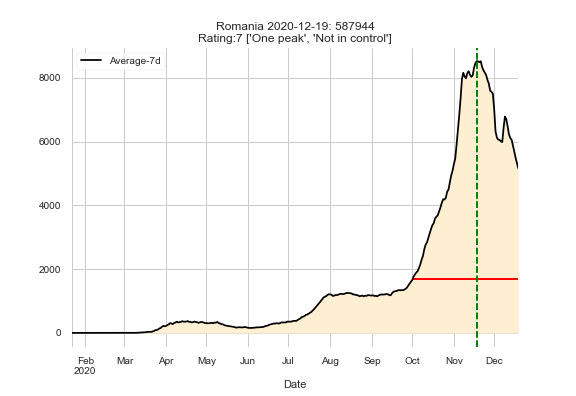 Romania 2020-12-19: 587944
Rating:7 ['One peak', 'Not in control']
Average-7d
8000
6000
4000
2000
0
Feb Mar Apr May Jun Jul Aug Sep Oct Nov Dec
2020
Date